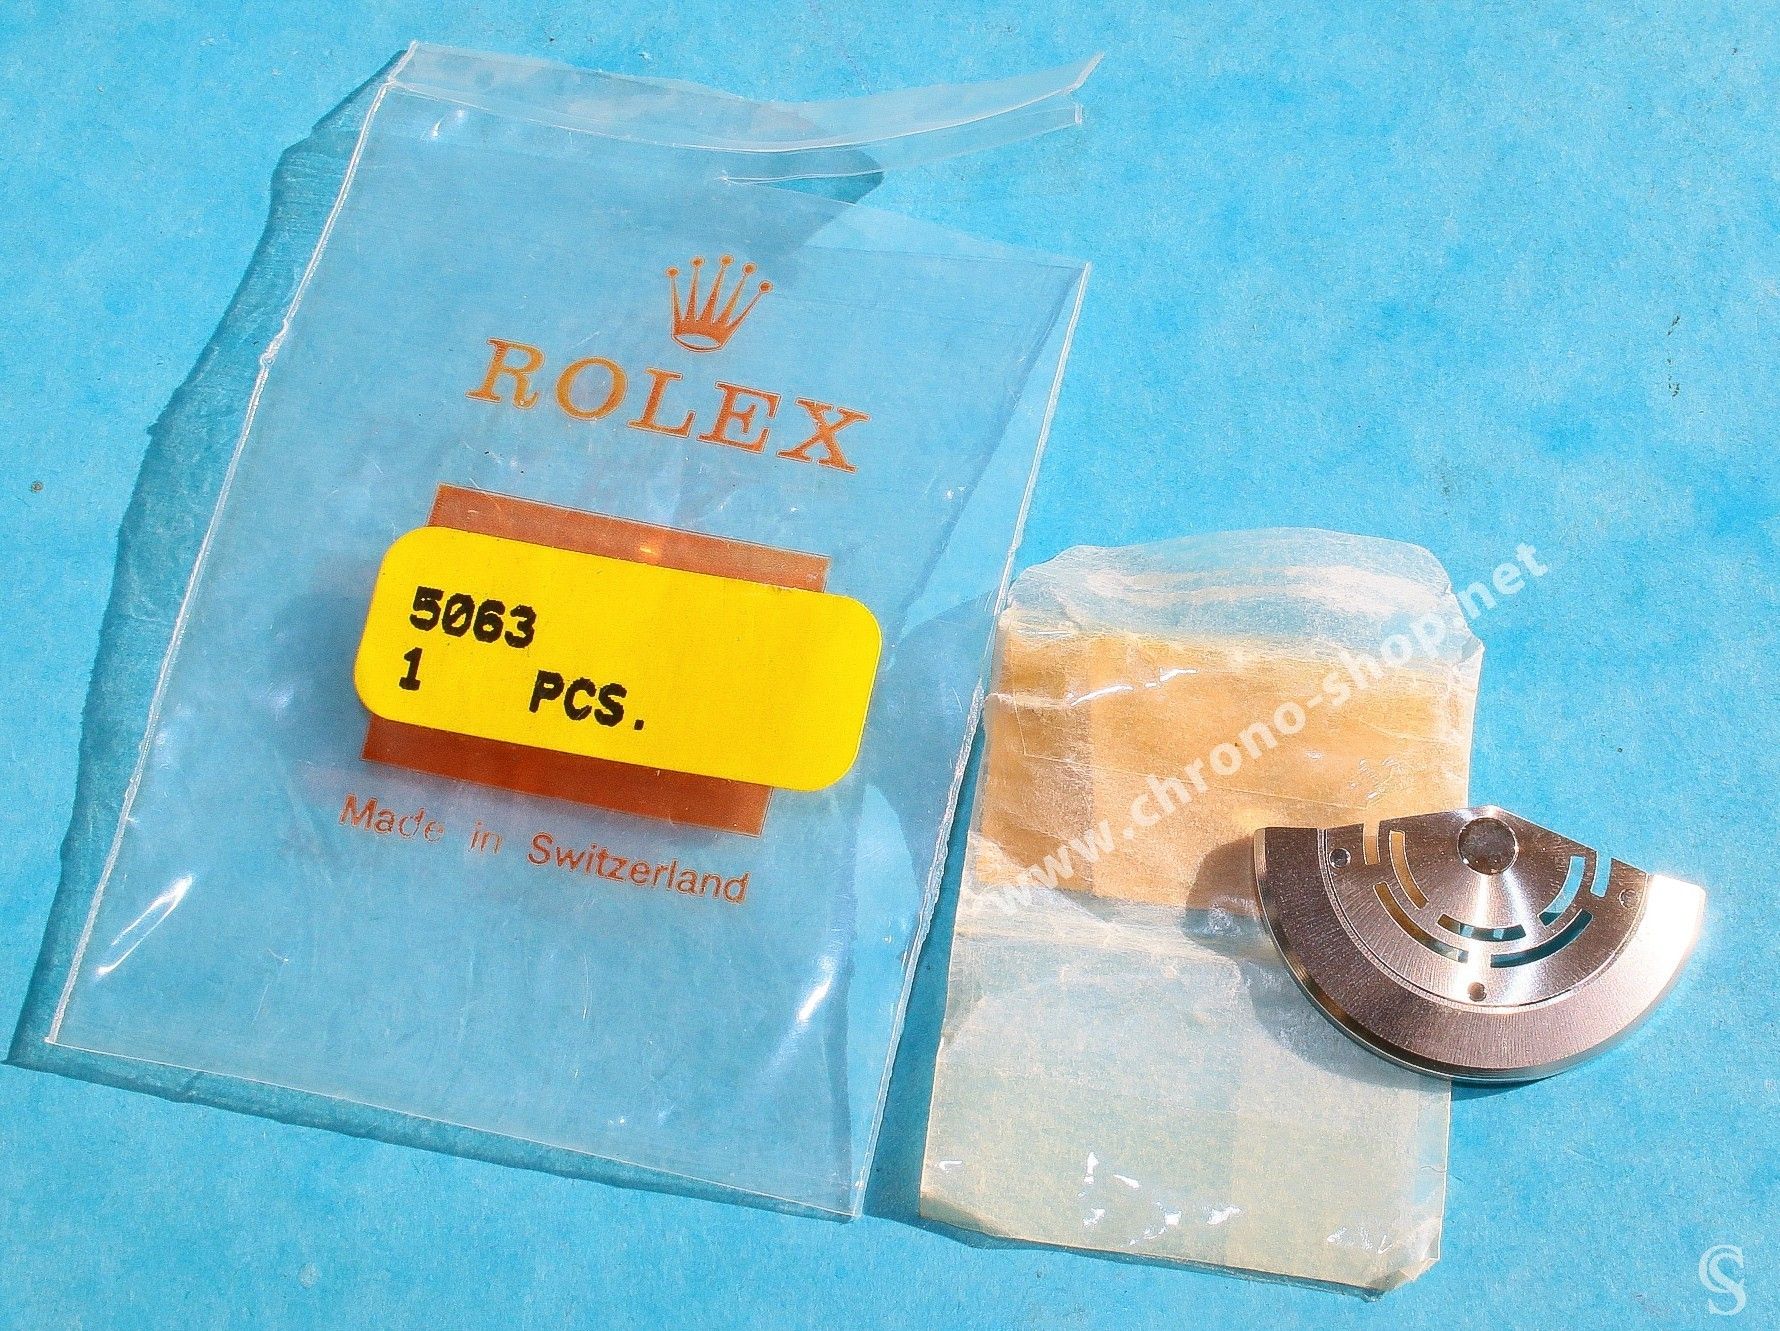 ROLEX
5063
1 PCS.
Made in Switzerland
www.chrono-shop.net